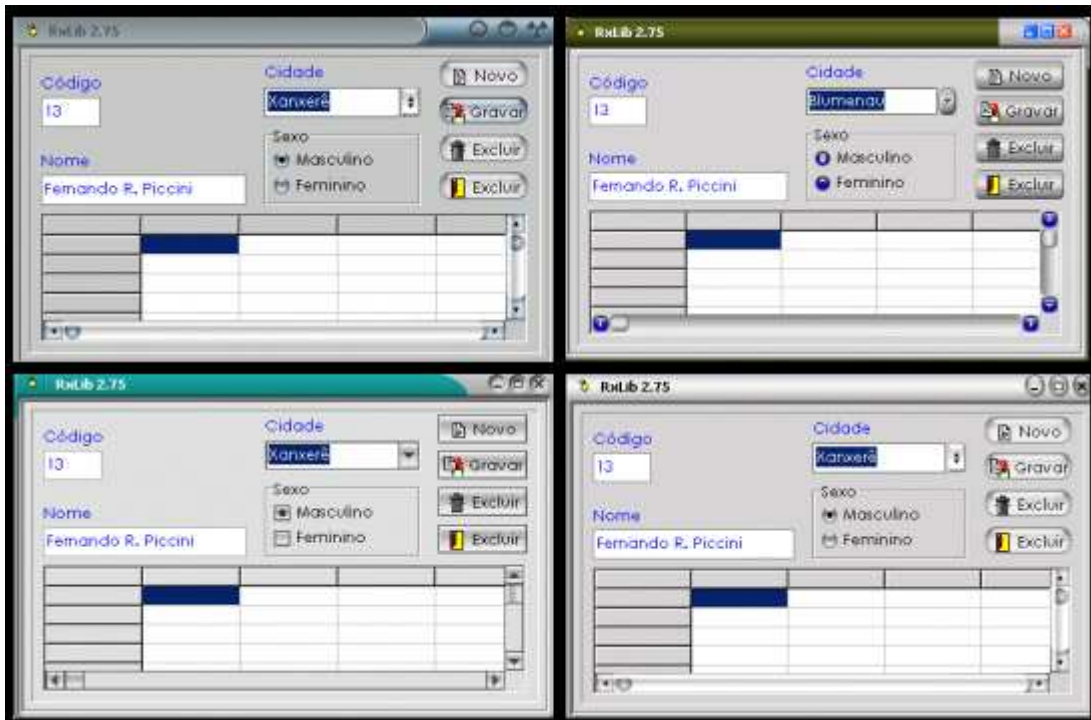 RxLib 2.75
Código
13
Cidade
Xanxerê
Nome
Fernando R. Piccini
Sexo
Masculino
Feminino
Novo
Gravar
Excluir
Excluir
RxLib 2.75
Código
13
Cidade
Blumenau
Nome
Fernando R. Piccini
Sexo
Masculino
Feminino
Novo
Gravar
Excluir
Excluir
RxLib 2.75
Código
13
Cidade
Xanxerê
Nome
Fernando R. Piccini
Sexo
Masculino
Feminino
Novo
Gravar
Excluir
Excluir
RxLib 2.75
Código
13
Cidade
Xanxerê
Nome
Fernando R. Piccini
Sexo
Masculino
Feminino
Novo
Gravar
Excluir
Excluir